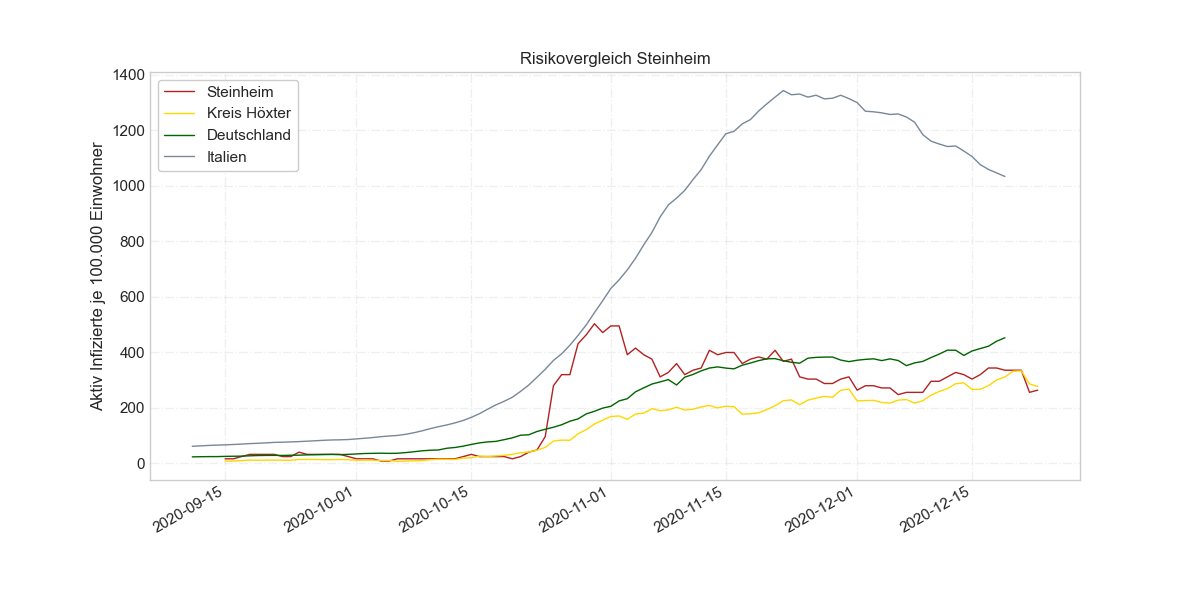 Risikovergleich Steinheim
Aktiv Infizierte je 100.000 Einwohner
1400
1200
1000
800
600
400
200
0
Steinheim
Kreis Höxter
Deutschland
Italien
2020-09-15
2020-10-01
2020-10-15
2020-11-01
2020-11-15
2020-12-01
2020-12-15